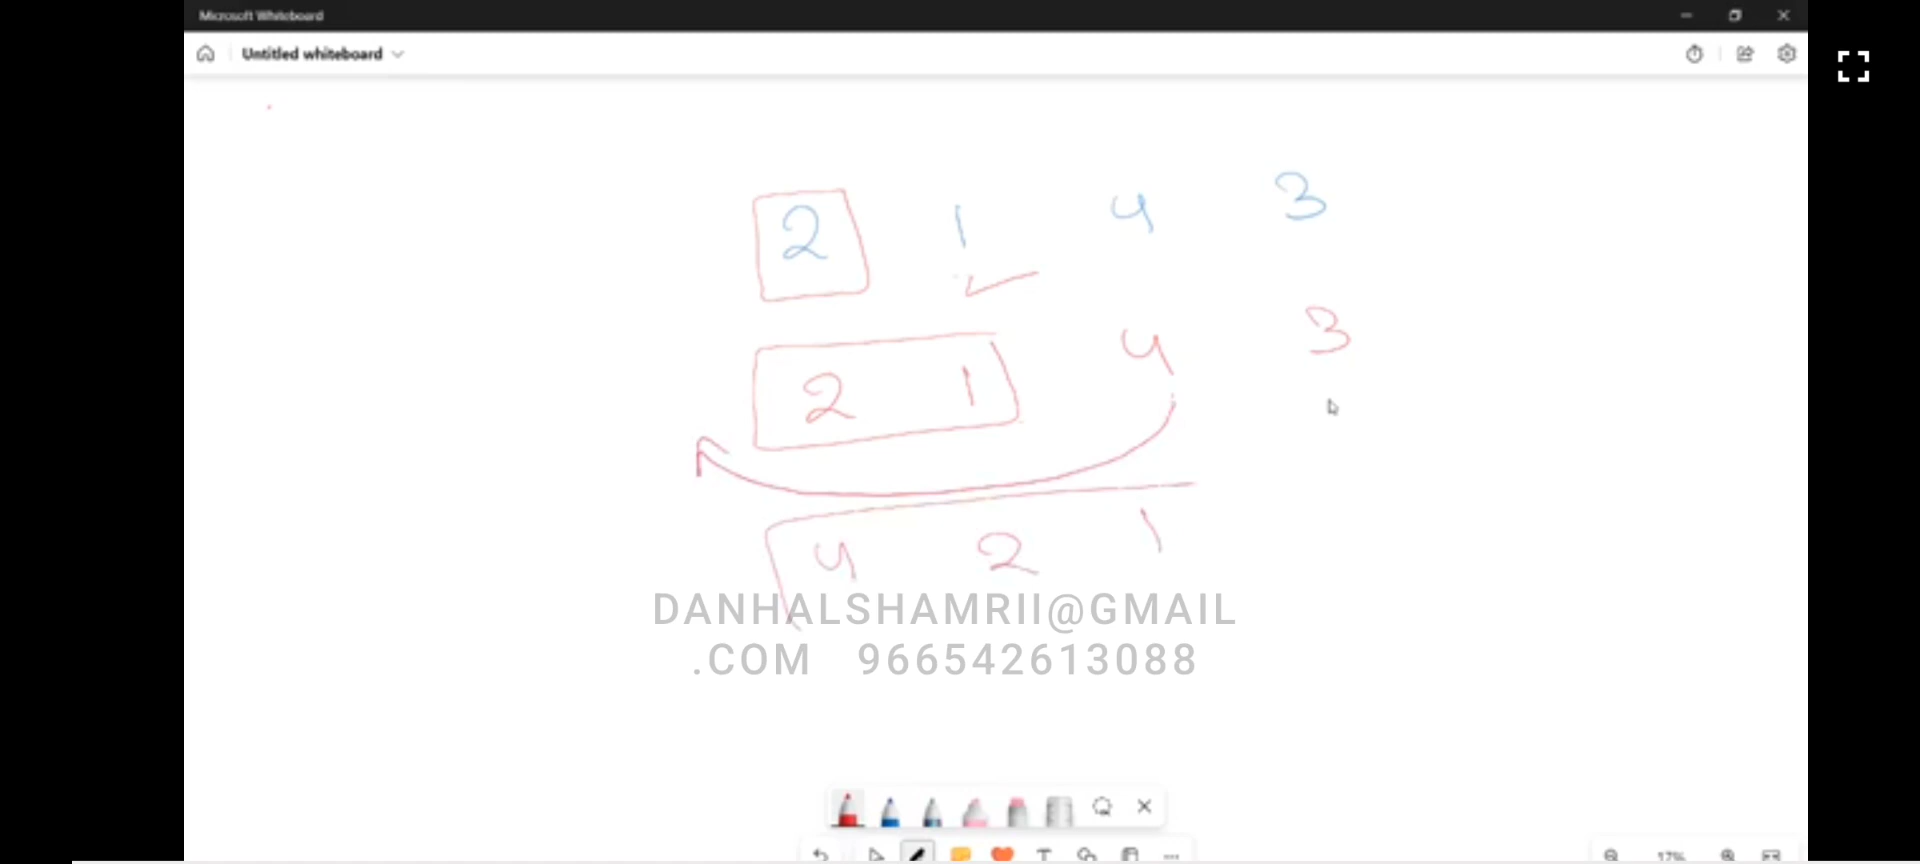 Microsoft Whiteboard
Untitled whiteboard
2 1 4 3
2 1 4 3
4 2 1
DANHALSHAMRII@GMAIL
.COM 966542613088
17%